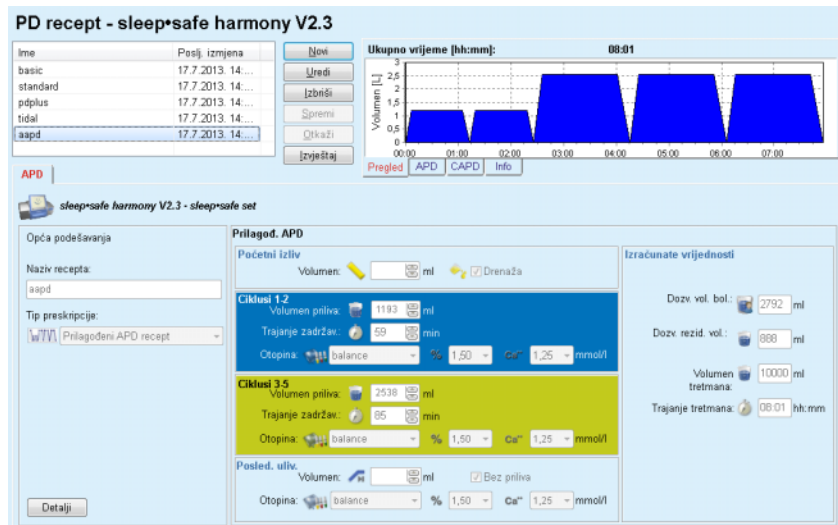 PD recept - sleep•safe harmony V2.3
Ime Poslj. izmjena
basic 17.7.2013. 14:...
standard 17.7.2013. 14:...
pdplus 17.7.2013. 14:...
tidal 17.7.2013. 14:...
aapd 17.7.2013. 14:...
Novi
Uredi
Izbriši
Spremi
Otkaži
Izvještaj
Ukupno vrijeme [hh:mm]: 08:01
Volumen [L]
3
2,5
2
1,5
1
0,5
0
00:00 01:00 02:00 03:00 04:00 05:00 06:00 07:00
Pregled APD CAPD Info
APD
sleep•safe harmony V2.3 - sleep•safe set
Opća podešavanja
Naziv recepta:
aapd
Tip preskripcije:
Prilagođeni APD recept
Detalji
Prilagođ. APD
Početni izliv
Volumen: ml Drenaža
Ciklusi 1-2
Volumen priliva: 1193 ml
Trajanje zadržav.: 59 min
Otopina: balance % 1,50 Ca++ 1,25 mmol/l
Ciklusi 3-5
Volumen priliva: 2538 ml
Trajanje zadržav.: 85 min
Otopina: balance % 1,50 Ca++ 1,25 mmol/l
Posled. uliv.
Volumen: ml Bez priliva
Otopina: balance % 1,50 Ca++ 1,25 mmol/l
Izračunate vrijednosti
Dozv. vol. bol.: 2792 ml
Dozv. rezid. vol.: 888 ml
Volumen tretmana: 10000 ml
Trajanje tretmana: 08:01 hh:mm